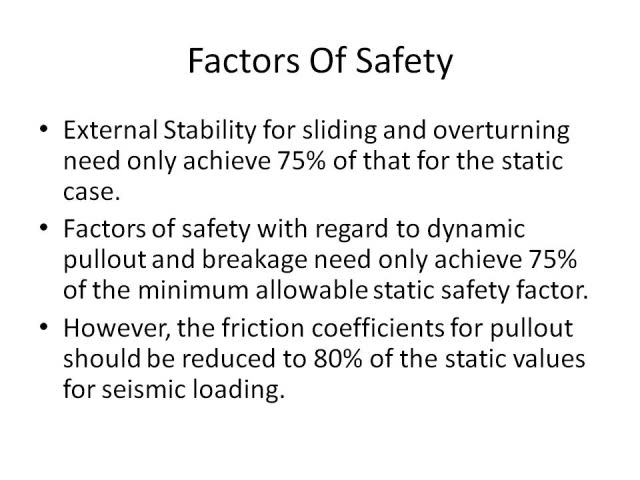 Factors Of Safety
• External Stability for sliding and overturning
need only achieve 75% of that for the static
case.
• Factors of safety with regard to dynamic
pullout and breakage need only achieve 75%
of the minimum allowable static safety factor.
• However, the friction coefficients for pullout
should be reduced to 80% of the static values
for seismic loading.